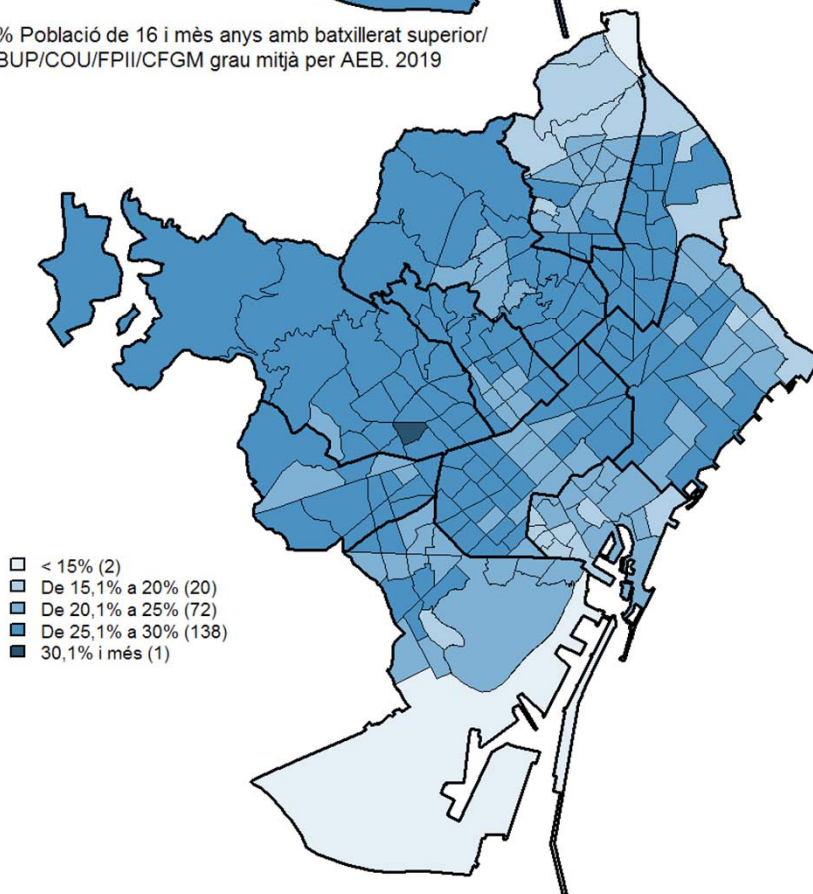 % Població de 16 i mès anys amb batxillerat superior/
BUP/COU/FPII/CFGM grau mitjà per AEB. 2019
< 15% (2)
De 15,1% a 20% (20)
De 20,1% a 25% (72)
De 25,1% a 30% (138)
30,1% i més (1)